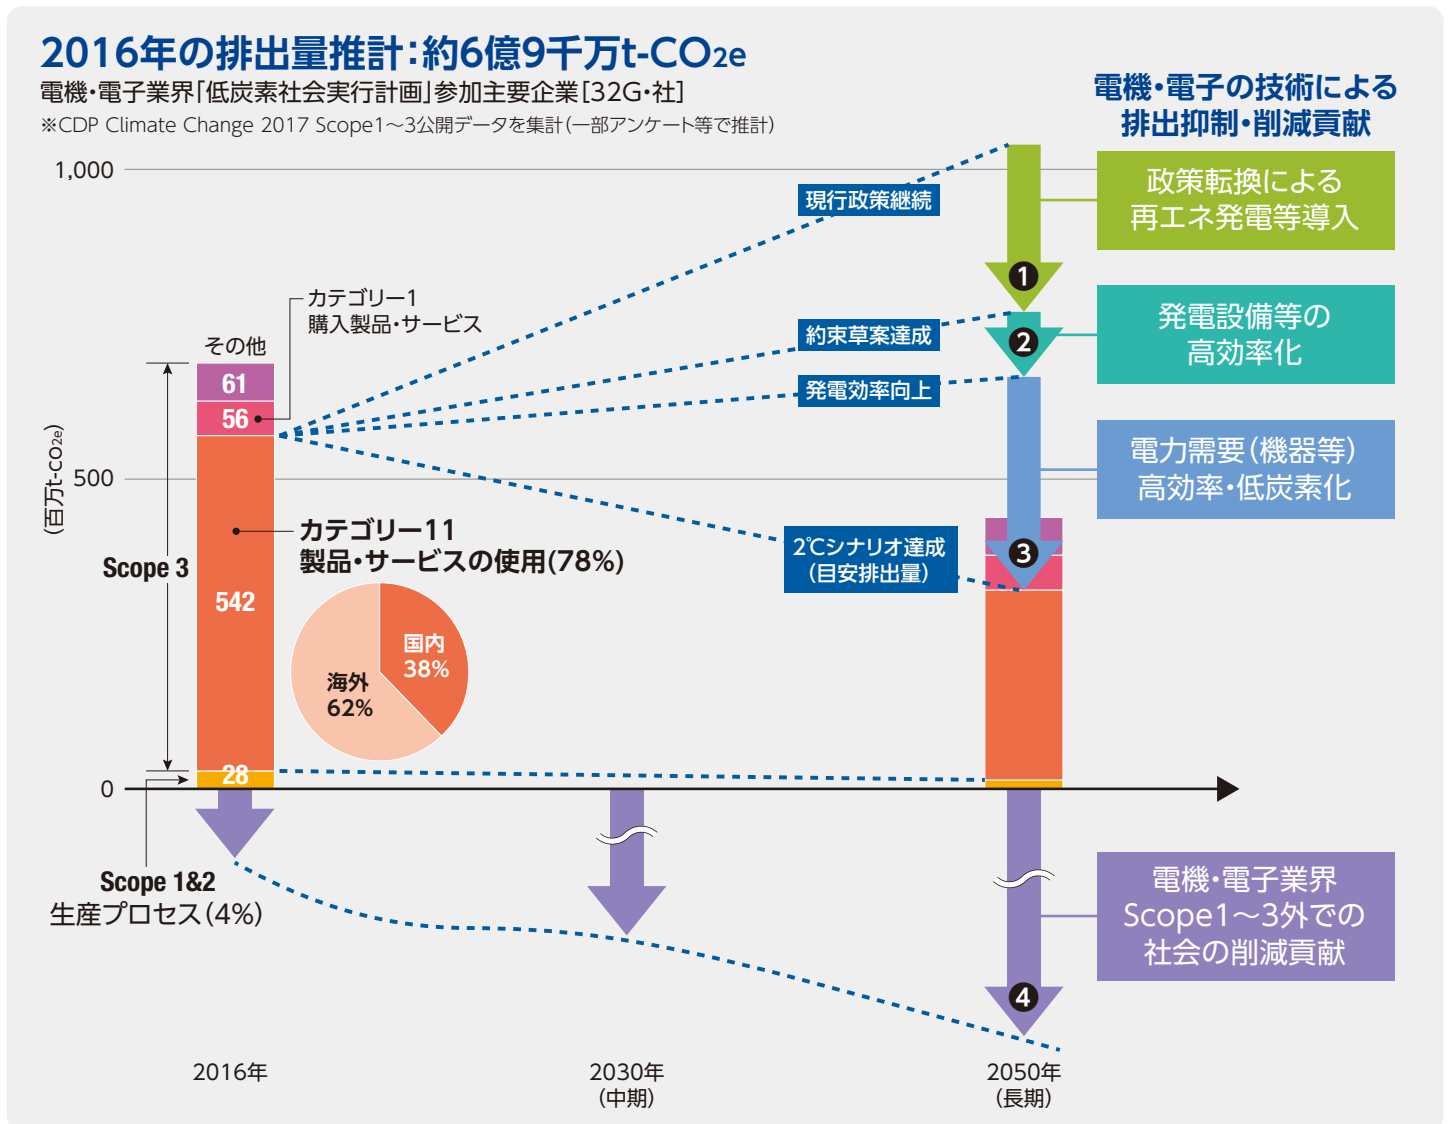 2016年の排出量推計：約6億9千万t-CO2e
電機・電子業界「低炭素社会実行計画」参加主要企業［32G・社］
※CDP Climate Change 2017 Scope1～3公開データを集計（一部アンケート等で推計）
電機・電子の技術による
排出抑制・削減貢献
1,000
500
0
（百万t-co2e）
現行政策継続
約束草案達成
発電効率向上
2℃シナリオ達成
（目安排出量）
政策転換による
再エネ発電等導入
発電設備等の
高効率化
電力需要（機器等）
高効率・低炭素化
電機・電子業界
Scope1～3外での
社会の削減貢献
1
2
3
4
カテゴリー1
購入製品・サービス
その他
61
56
542
28
カテゴリー11
製品・サービスの使用(78%)
Scope 3
国内
38%
海外
62%
Scope 1&2
生産プロセス（4%）
2016年
2030年
（中期）
2050年
（長期）